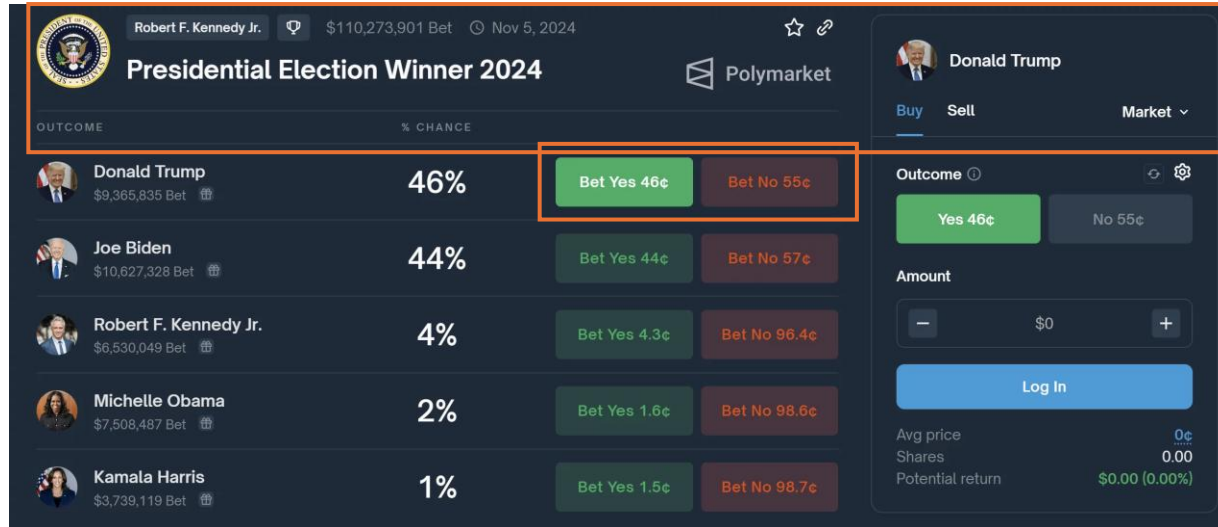 Robert F. Kennedy Jr. $110,273,901 Bet Nov 5, 2024
Presidential Election Winner 2024
Polymarket
OUTCOME % CHANCE
Donald Trump
$9,365,835 Bet
46% Bet Yes 46¢ Bet No 55¢
Joe Biden
$10,627,328 Bet
44% Bet Yes 44¢ Bet No 57¢
Robert F. Kennedy Jr.
$6,530,049 Bet
4% Bet Yes 4.3¢ Bet No 96.4¢
Michelle Obama
$7,508,487 Bet
2% Bet Yes 1.6¢ Bet No 98.6¢
Kamala Harris
$3,739,119 Bet
1% Bet Yes 1.5¢ Bet No 98.7¢
Donald Trump
Buy Sell Market
Outcome
Yes 46¢ No 55¢
Amount
− $0 +
Log In
Avg price 0¢
Shares 0.00
Potential return $0.00 (0.00%)